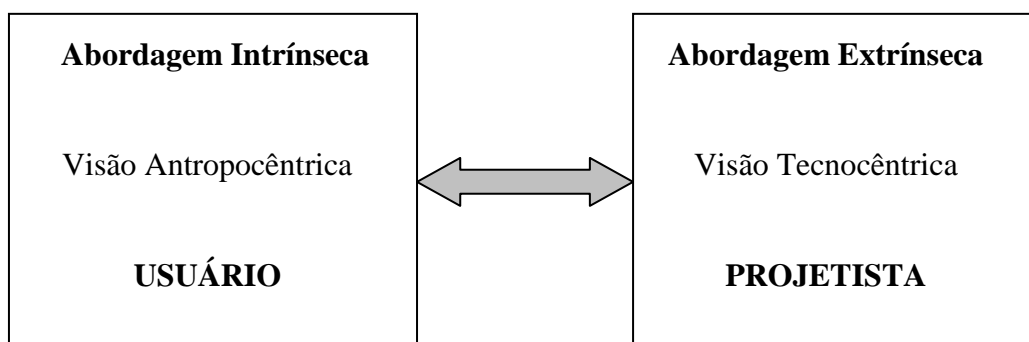 Abordagem Intrínseca
Visão Antropocêntrica
USUÁRIO
Abordagem Extrínseca
Visão Tecnocêntrica
PROJETISTA